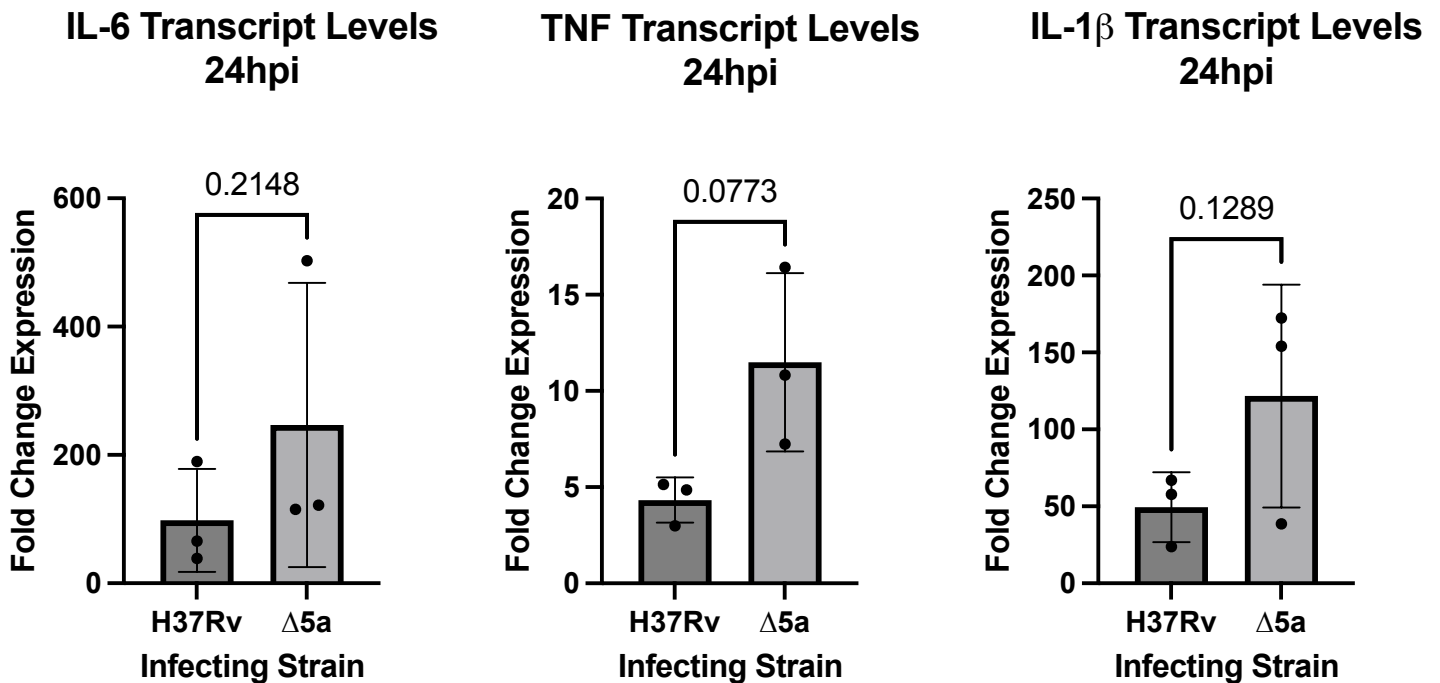 IL-6 Transcript Levels
24hpi
Fold Change Expression
600
400
200
0
0.2148
H37Rv Δ5a
Infecting Strain
TNF Transcript Levels
24hpi
Fold Change Expression
20
15
10
5
0
0.0773
H37Rv Δ5a
Infecting Strain
IL-1β Transcript Levels
24hpi
Fold Change Expression
250
200
150
100
50
0
0.1289
H37Rv Δ5a
Infecting Strain